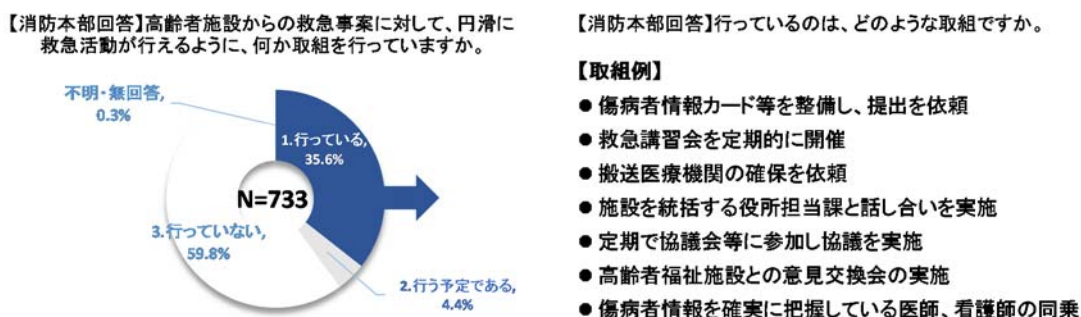 【消防本部回答】高齢者施設からの救急事案に対して、円滑に
救急活動が行えるように、何か取組を行っていますか。
不明・無回答,
0.3%
1.行っている,
35.6%
N=733
3.行っていない,
59.8%
2.行う予定である,
4.4%
【消防本部回答】行っているのは、どのような取組ですか。
【取組例】
●傷病者情報カード等を整備し、提出を依頼
●救急講習会を定期的に開催
●搬送医療機関の確保を依頼
●施設を統括する役所担当課と話し合いを実施
●定期で協議会等に参加し協議を実施
●高齢者福祉施設との意見交換会の実施
●傷病者情報を確実に把握している医師、看護師の同乗